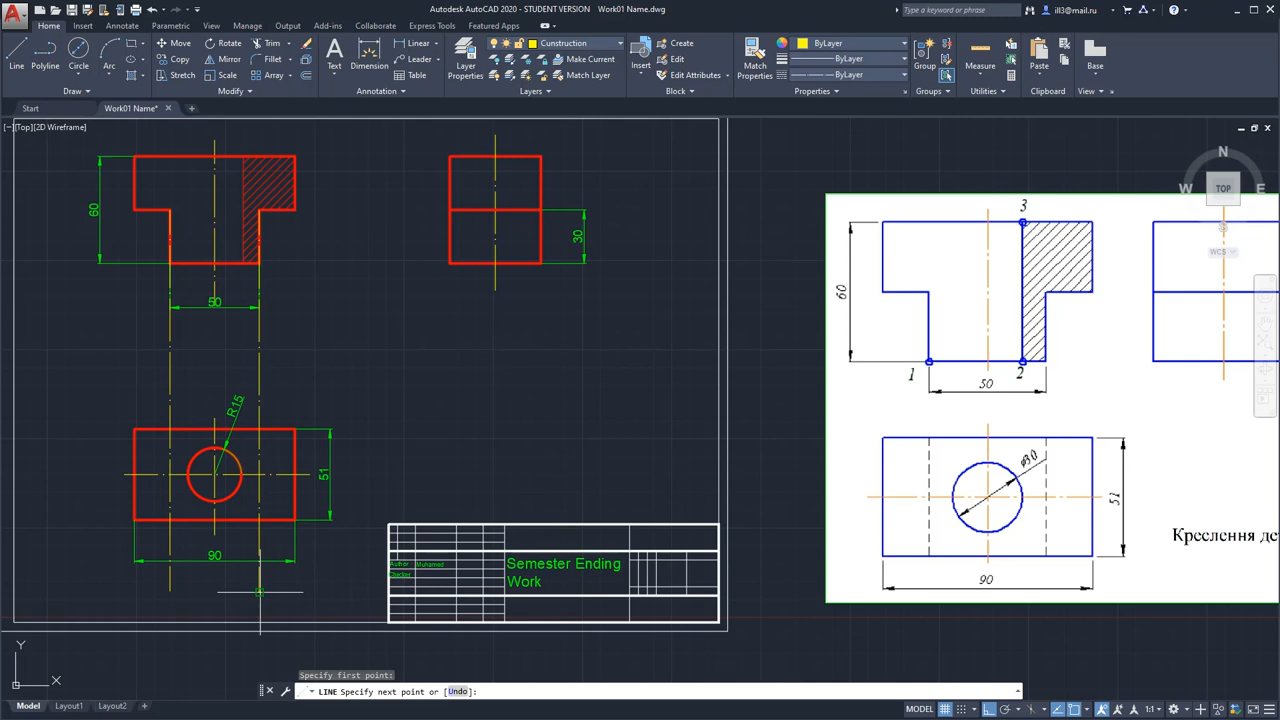 Autodesk AutoCAD 2020 - STUDENT VERSION Work01 Name.dwg
Type a keyword or phrase
ill3@mail.ru
Home Insert Annotate Parametric View Manage Output Add-ins Collaborate Express Tools Featured Apps
Line Polyline Circle Arc
Move Rotate Trim
Copy Mirror Fillet
Stretch Scale Array
Text Dimension
Linear
Leader
Table
Layer Properties
Construction
Make Current
Match Layer
Insert
Create
Edit
Edit Attributes
Match Properties
ByLayer
ByLayer
ByLayer
Group
Measure
Paste
Base
Draw Modify Annotation Layers Block Properties Groups Utilities Clipboard View
Start Work01 Name*
[−][Top][2D Wireframe]
60
50
30
R15
51
90
Author Muhamed
Checker
Semester Ending
Work
N
W TOP E
WCS
3
60
1 2
50
ø30
51
90
Креслення де
Y
X
Specify first point:
LINE Specify next point or [Undo]:
Model Layout1 Layout2
MODEL 1:1